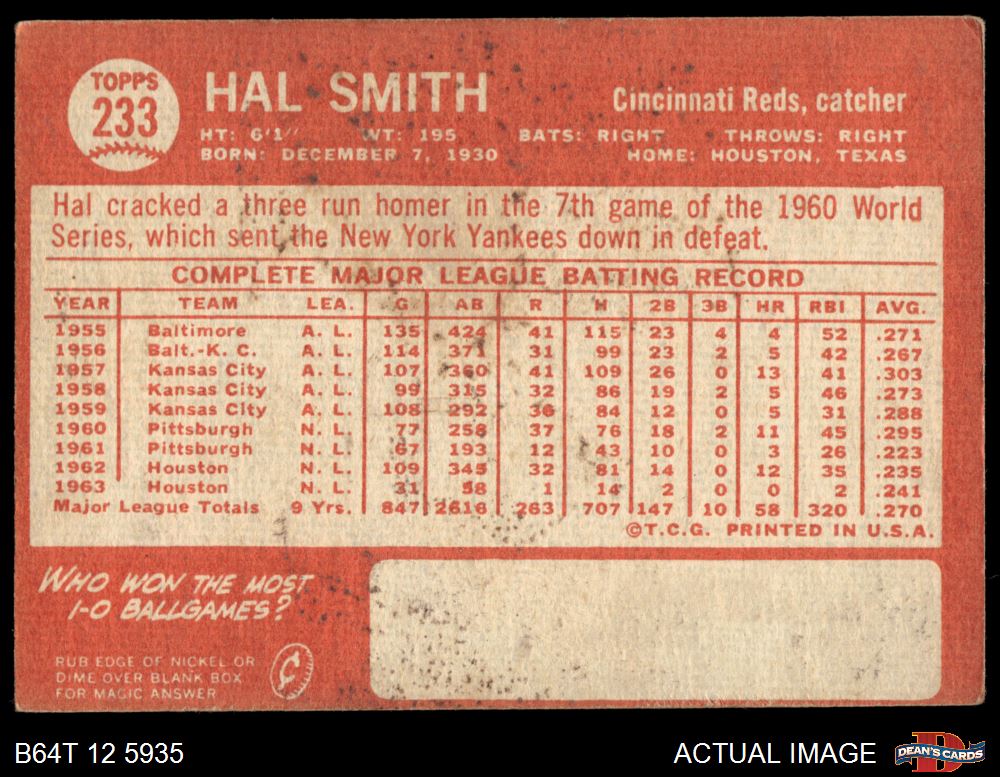 TOPPS
233
HAL SMITH
Cincinnati Reds, catcher
HT: 6'1" WT: 195 BATS: RIGHT THROWS: RIGHT
BORN: DECEMBER 7, 1930 HOME: HOUSTON, TEXAS
Hal cracked a three run homer in the 7th game of the 1960 World
Series, which sent the New York Yankees down in defeat.
COMPLETE MAJOR LEAGUE BATTING RECORD
YEAR TEAM LEA. G AB R H 2B 3B HR RBI AVG.
1955 Baltimore A. L. 135 424 41 115 23 4 4 52 .271
1956 Balt.-K. C. A. L. 114 371 31 99 23 2 5 42 .267
1957 Kansas City A. L. 107 360 41 109 26 0 13 41 .303
1958 Kansas City A. L. 99 315 32 86 19 2 5 46 .273
1959 Kansas City A. L. 108 292 36 84 12 0 5 31 .288
1960 Pittsburgh N. L. 77 258 37 76 18 2 11 45 .295
1961 Pittsburgh N. L. 67 193 12 43 10 0 3 26 .223
1962 Houston N. L. 109 345 32 81 14 0 12 35 .235
1963 Houston N. L. 31 58 1 14 2 0 0 2 .241
Major League Totals 9 Yrs. 847 2616 263 707 147 10 58 320 .270
©T.C.G. PRINTED IN U.S.A.
WHO WON THE MOST
1-0 BALLGAMES?
RUB EDGE OF NICKEL OR
DIME OVER BLANK BOX
FOR MAGIC ANSWER
¢
B64T 12 5935
ACTUAL IMAGE
D
DEAN'S CARDS